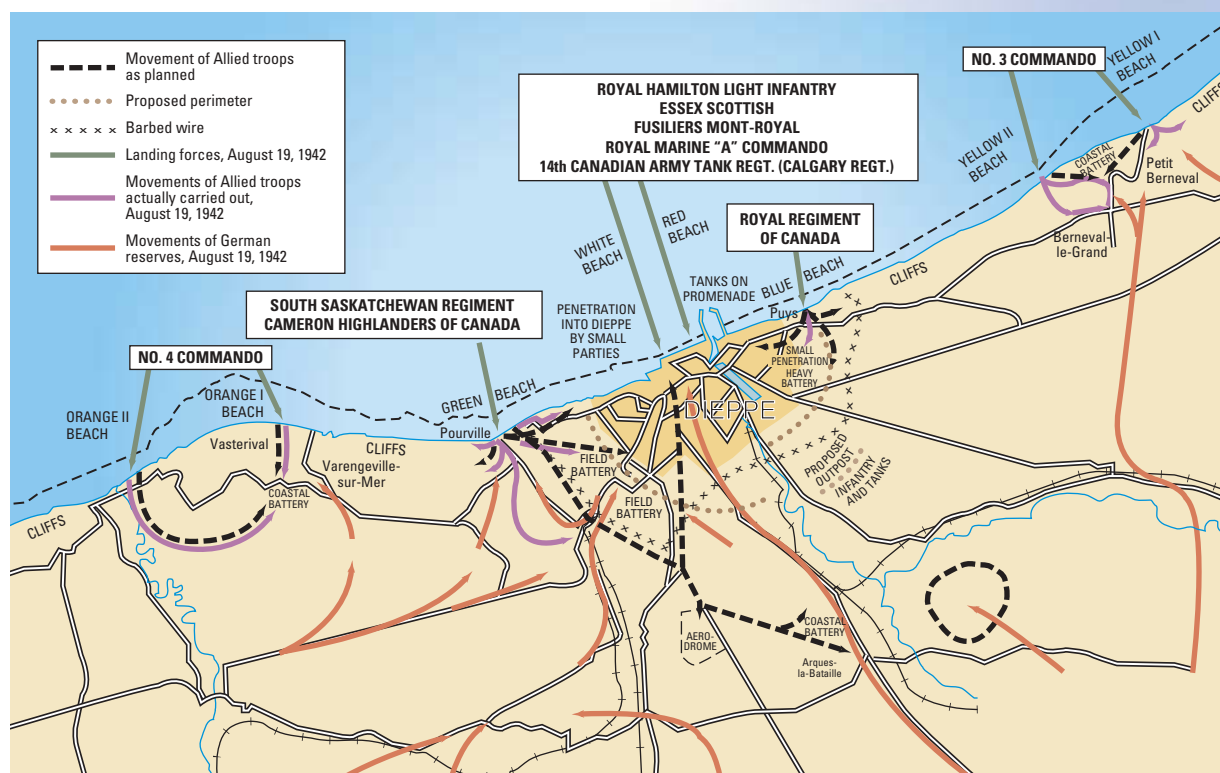 Movement of Allied troops
as planned
Proposed perimeter
Barbed wire
Landing forces, August 19, 1942
Movements of Allied troops
actually carried out,
August 19, 1942
Movements of German
reserves, August 19, 1942
NO. 3 COMMANDO
YELLOW I
BEACH
CLIFFS
ROYAL HAMILTON LIGHT INFANTRY
ESSEX SCOTTISH
FUSILIERS MONT-ROYAL
ROYAL MARINE “A” COMMANDO
14th CANADIAN ARMY TANK REGT. (CALGARY REGT.)
YELLOW II
BEACH
COASTAL
BATTERY
Petit
Berneval
Berneval-
le-Grand
ROYAL REGIMENT
OF CANADA
WHITE
BEACH
RED
BEACH
TANKS ON
PROMENADE
BLUE BEACH
CLIFFS
Puys
SOUTH SASKATCHEWAN REGIMENT
CAMERON HIGHLANDERS OF CANADA
PENETRATION
INTO DIEPPE
BY SMALL
PARTIES
SMALL
PENETRATION
HEAVY
BATTERY
NO. 4 COMMANDO
ORANGE II
BEACH
ORANGE I
BEACH
GREEN BEACH
DIEPPE
Vasterival
CLIFFS
Pourville
Varengeville-
sur-Mer
FIELD
BATTERY
FIELD
BATTERY
PROPOSED
OUTPOST
INFANTRY
AND TANKS
COASTAL
BATTERY
CLIFFS
AERO-
DROME
COASTAL
BATTERY
Arques-
la-Bataille